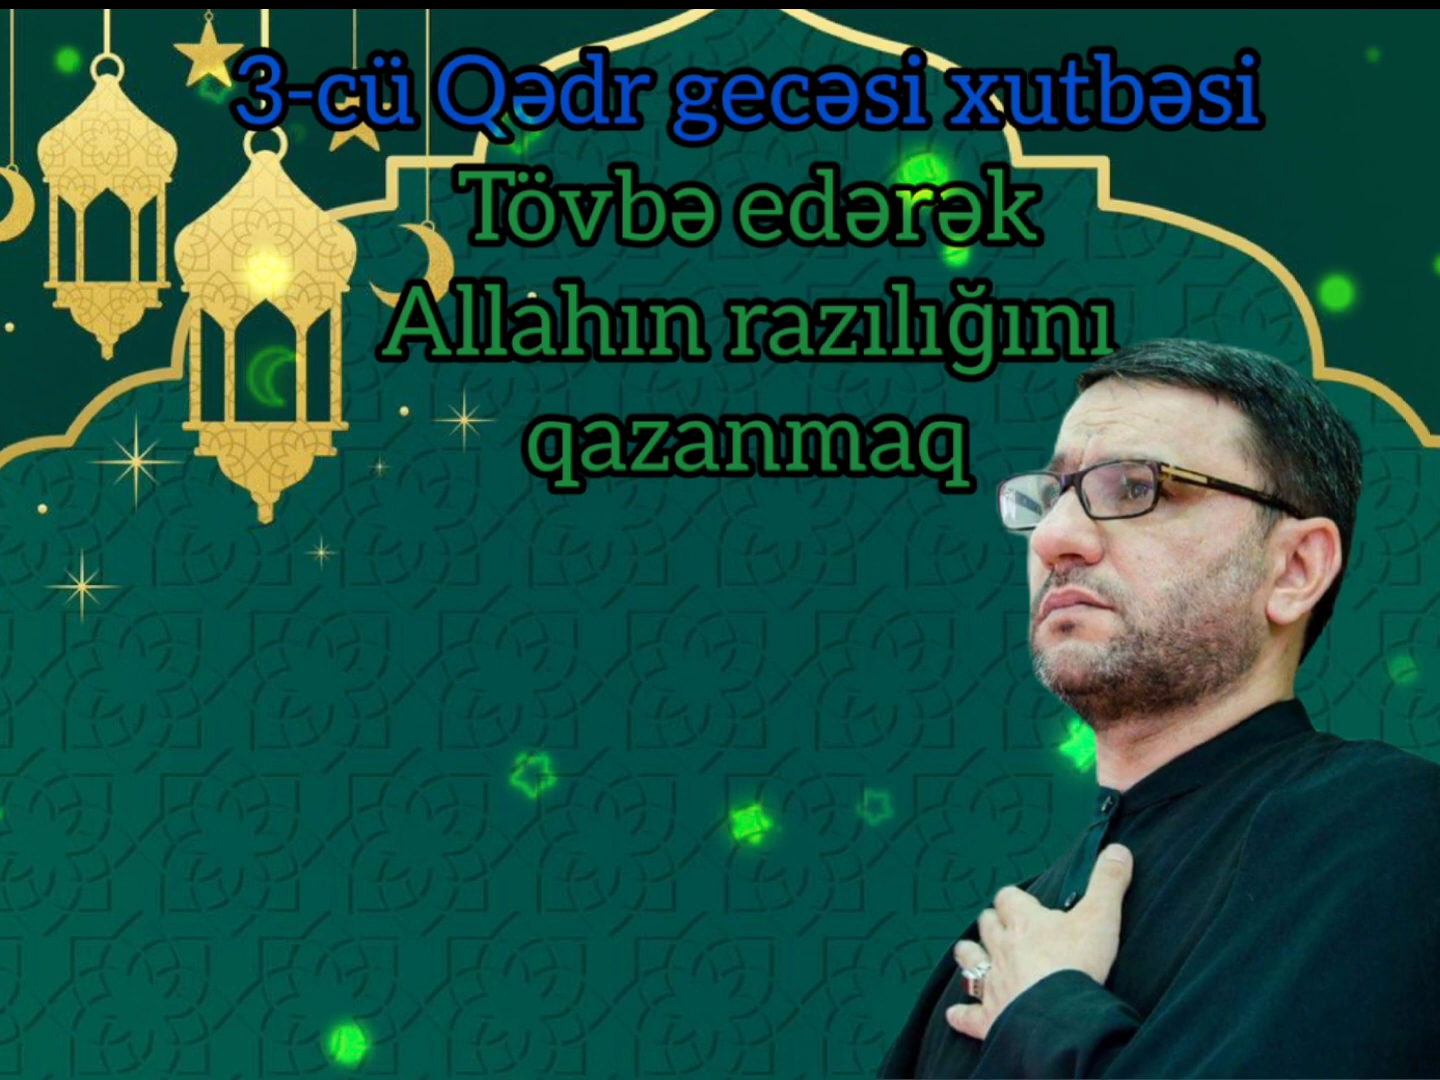 3-cü Qədr gecəsi xutbəsi
Tövbə edərək
Allahın razılığını
qazanmaq